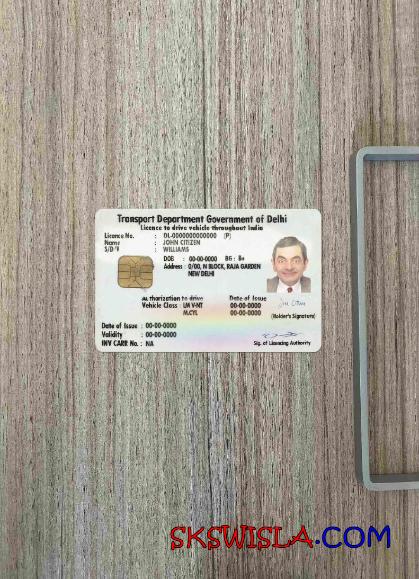 Transport Department Government of Delhi
Licence to drive vehicle throughout India
Licence No. : DL-0000000000000 (P)
Name : JOHN CITIZEN
S/D/W : WILLIAMS
DOB : 00-00-0000 BG : B+
Address : 0/00, N BLOCK, RAJA GARDEN
NEW DELHI
Authorization to drive Date of Issue
Vehicle Class LM V-NT 00-00-0000
M.CYL 00-00-0000
(Holder's Signature)
Date of Issue : 00-00-0000
Validity : 00-00-0000
INV CARR No. : NA
Sig. of Licencing Authority
SKSWISLA.COM